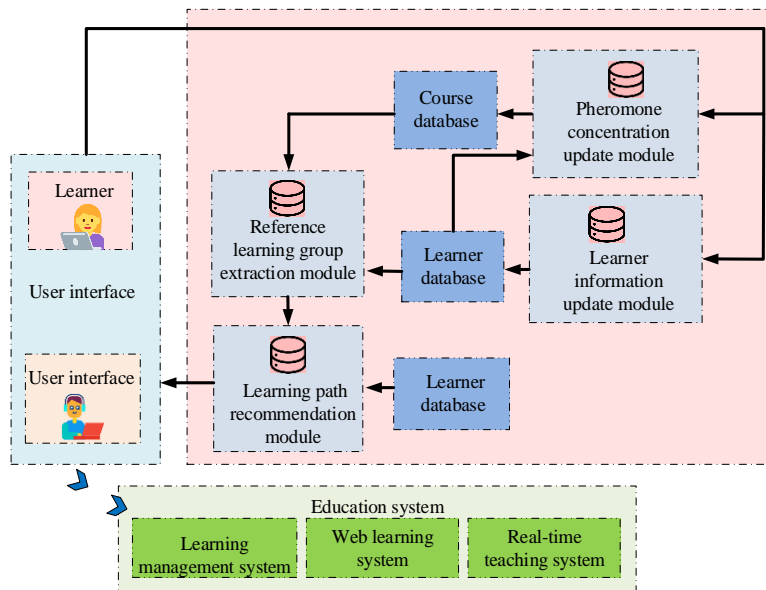 Learner
User interface
User interface
Course
database
Pheromone
concentration
update module
Reference
learning group
extraction module
Learner
database
Learner
information
update module
Learning path
recommendation
module
Learner
database
Education system
Learning
management system
Web learning
system
Real-time
teaching system